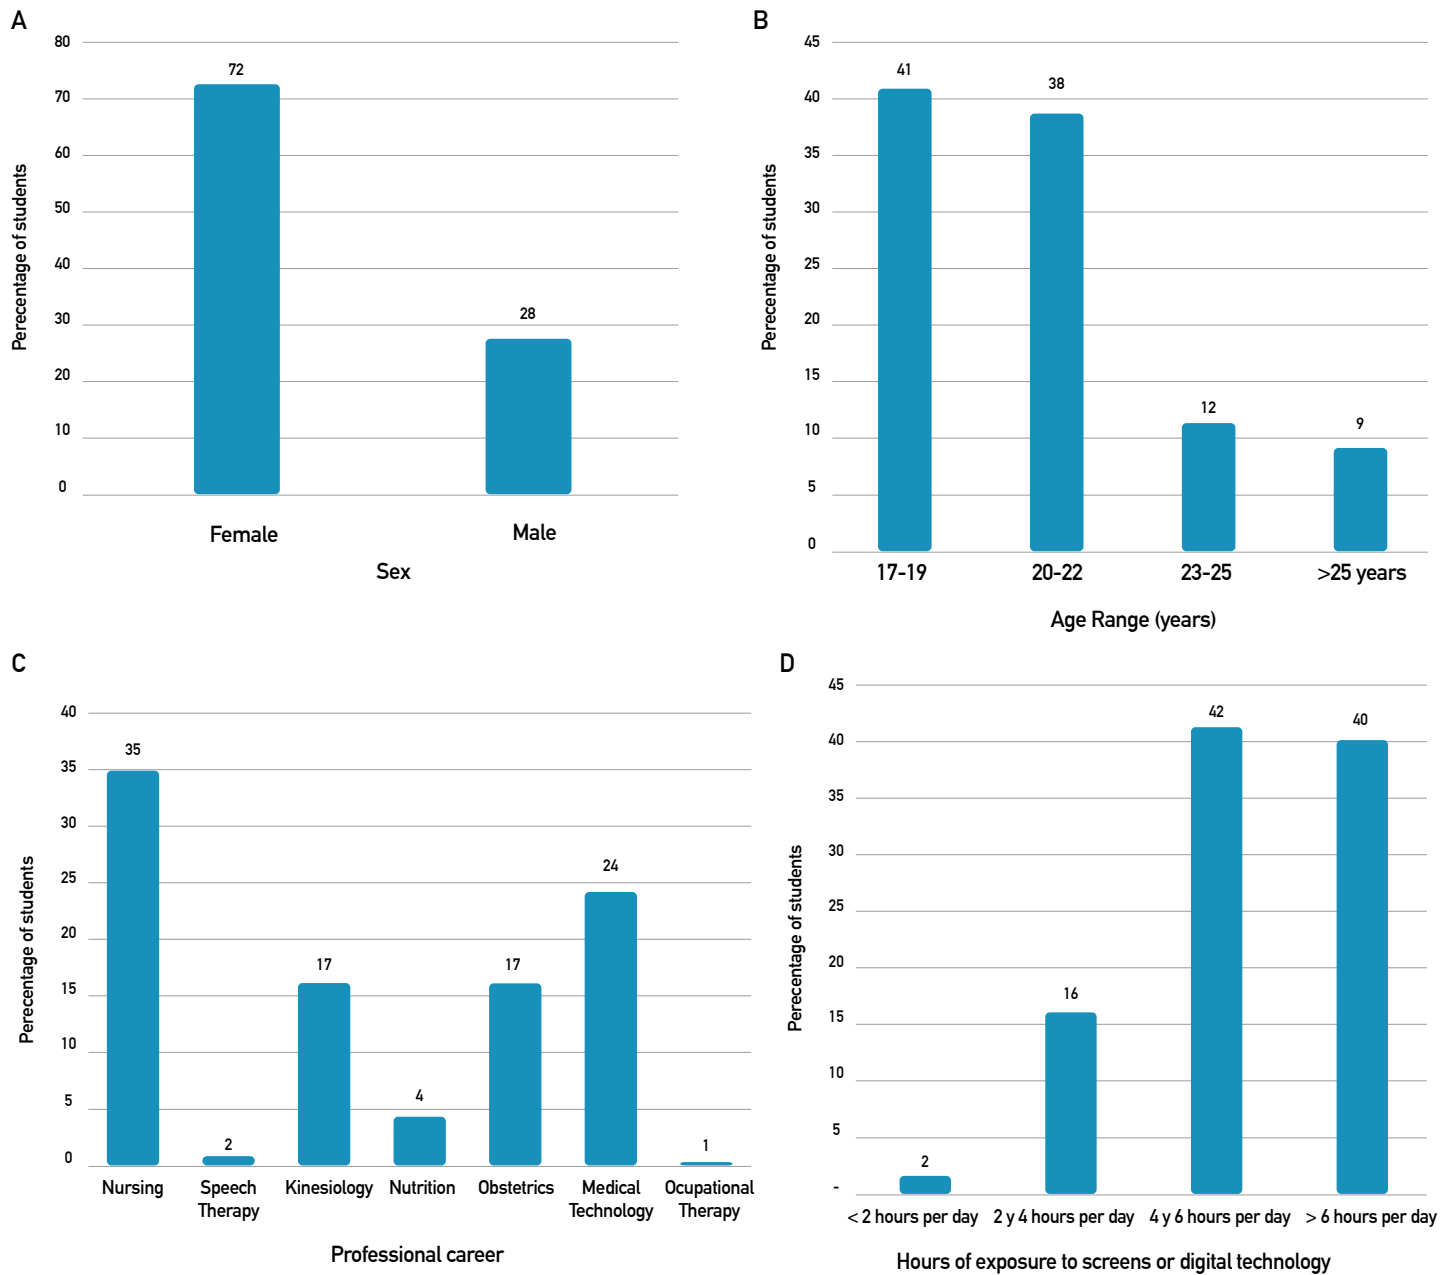 A
Perecentage of students
80
70
60
50
40
30
20
10
0
72
28
Female
Male
Sex
B
Perecentage of students
45
40
35
30
25
20
15
10
5
0
41
38
12
9
17-19
20-22
23-25
>25 years
Age Range (years)
C
Perecentage of students
40
35
30
25
20
15
10
5
0
35
2
17
4
17
24
1
Nursing
Speech
Therapy
Kinesiology
Nutrition
Obstetrics
Medical
Technology
Ocupational
Therapy
Professional career
D
Perecentage of students
45
40
35
30
25
20
15
10
5
-
2
16
42
40
< 2 hours per day
2 y 4 hours per day
4 y 6 hours per day
> 6 hours per day
Hours of exposure to screens or digital technology